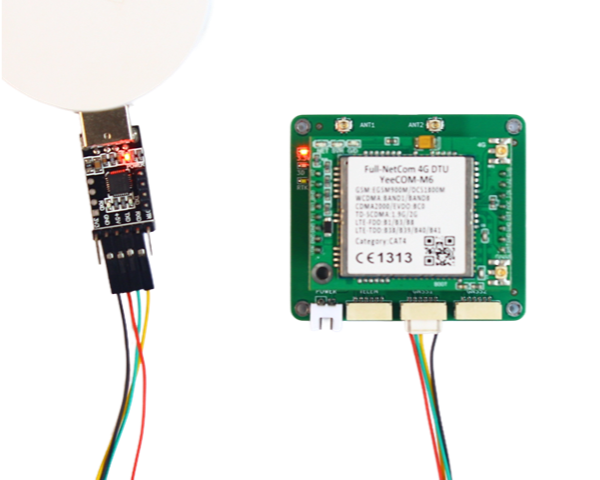 ANT1
ANT2
4G
Full-NetCom 4G DTU
YeeCOM-M6
GSM:EGSM900M/DCS1800M
WCDMA:BAND1/BAND8
CDMA2000/EVDO:BC0
TD-SCDMA 1.9G/2G
LTE-FDD:B1/B3/B8
LTE-TDD:B38/B39/B40/B41
Category:CAT4
CE1313
BOOT
POWER